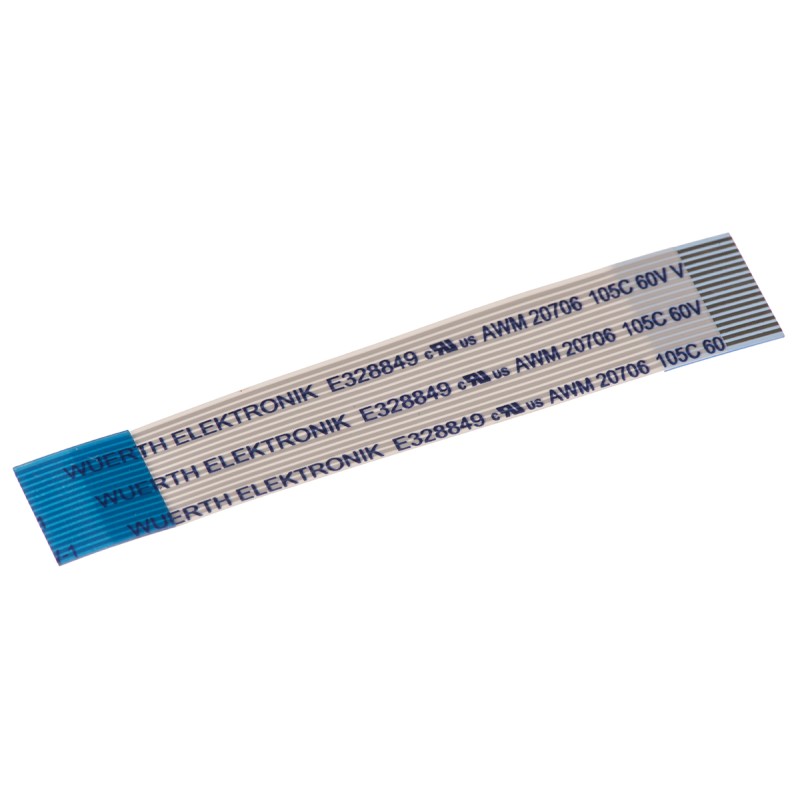 WUERTH ELEKTRONIK E328849 c us AWM 20706 105C 60V V
WUERTH ELEKTRONIK E328849 c us AWM 20706 105C 60V
WUERTH ELEKTRONIK E328849 c us AWM 20706 105C 60
V-1